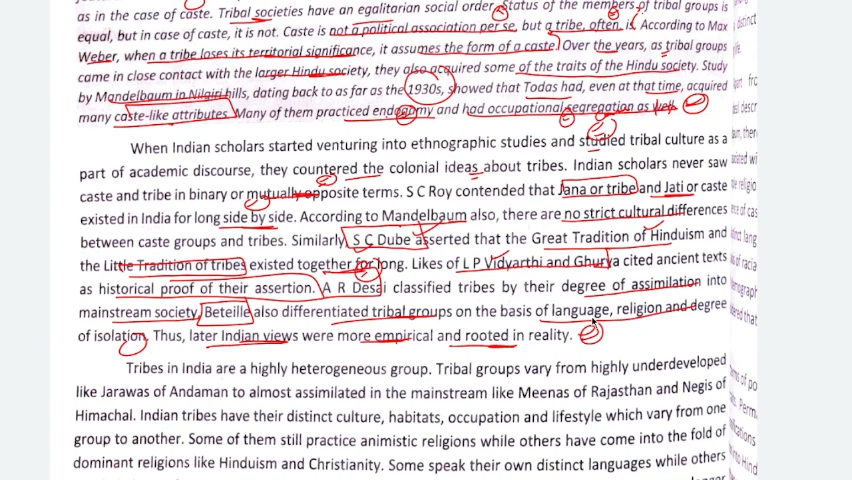 as in the case of caste. Tribal societies have an egalitarian social order. Status of the members of tribal groups is
equal, but in case of caste, it is not. Caste is not a political association per se, but a tribe, often, is. According to Max
Weber, when a tribe loses its territorial significance, it assumes the form of a caste. Over the years, as tribal groups
came in close contact with the larger Hindu society, they also acquired some of the traits of the Hindu society. Study
by Mandelbaum in Nilgiri hills, dating back to as far as the 1930s, showed that Todas had, even at that time, acquired
many caste-like attributes. Many of them practiced endogamy and had occupational segregation as well.
When Indian scholars started venturing into ethnographic studies and studied tribal culture as a
part of academic discourse, they countered the colonial ideas about tribes. Indian scholars never saw
caste and tribe in binary or mutually opposite terms. S C Roy contended that Jana or tribe and Jati or caste
existed in India for long side by side. According to Mandelbaum also, there are no strict cultural differences
between caste groups and tribes. Similarly, S C Dube asserted that the Great Tradition of Hinduism and
the Little Tradition of tribes existed together for long. Likes of L P Vidyarthi and Ghurya cited ancient texts
as historical proof of their assertion. A R Desai classified tribes by their degree of assimilation into
mainstream society. Beteille also differentiated tribal groups on the basis of language, religion and degree
of isolation. Thus, later Indian views were more empirical and rooted in reality.
Tribes in India are a highly heterogeneous group. Tribal groups vary from highly underdeveloped
like Jarawas of Andaman to almost assimilated in the mainstream like Meenas of Rajasthan and Negis of
Himachal. Indian tribes have their distinct culture, habitats, occupation and lifestyle which vary from one
group to another. Some of them still practice animistic religions while others have come into the fold of
dominant religions like Hinduism and Christianity. Some speak their own distinct languages while others